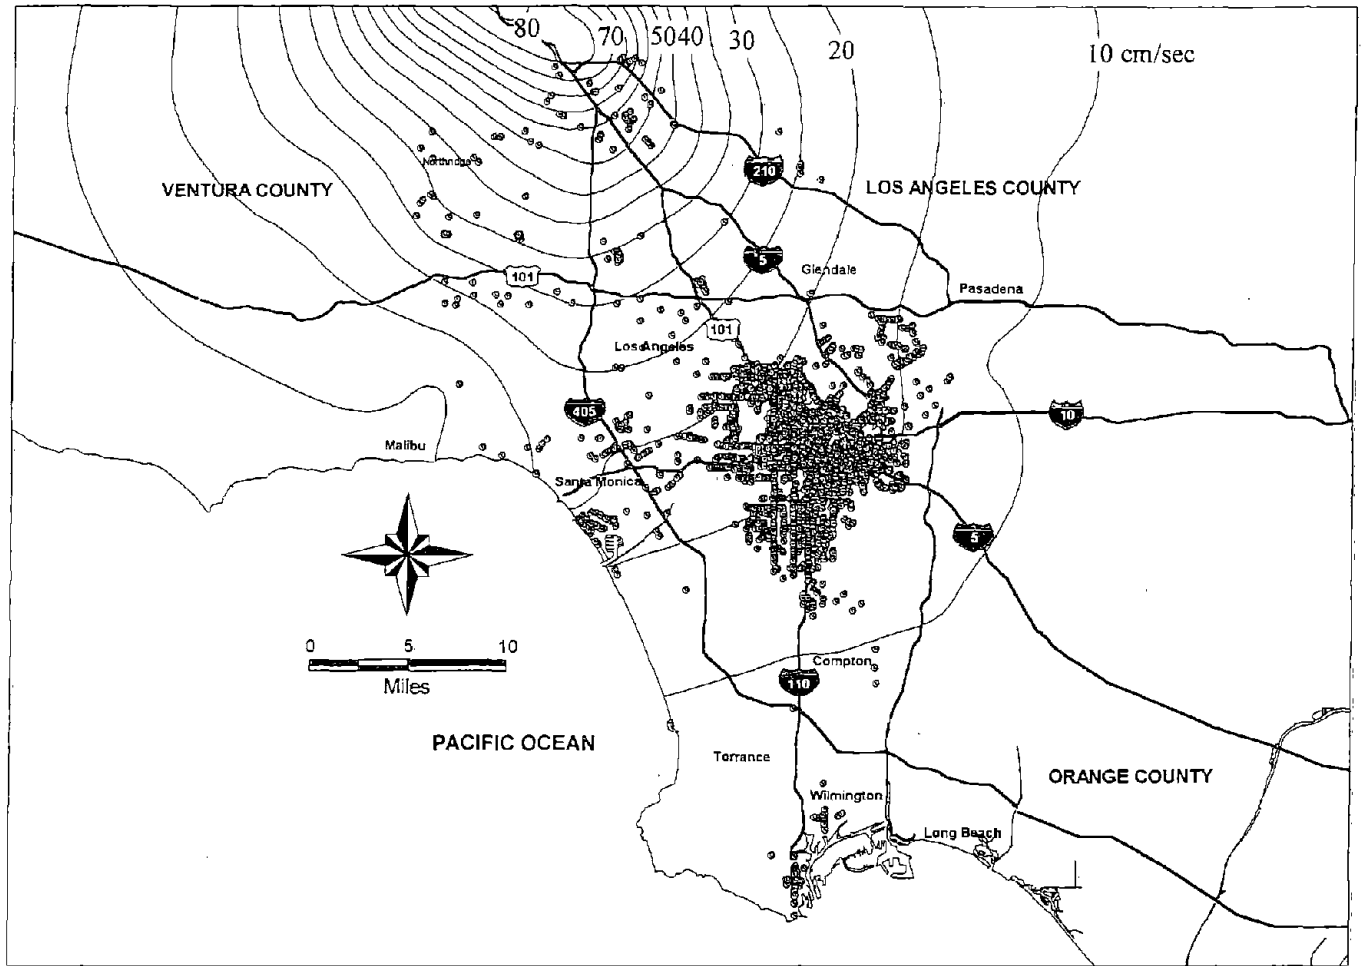 80 70 50 40 30 20 10 cm/sec
Northridge
210
VENTURA COUNTY
LOS ANGELES COUNTY
5
Glendale
101
Pasadena
101
Los Angeles
405
10
Malibu
Santa Monica
5
0 5 10
Miles
Compton
110
PACIFIC OCEAN
Torrance
ORANGE COUNTY
Wilmington
Long Beach